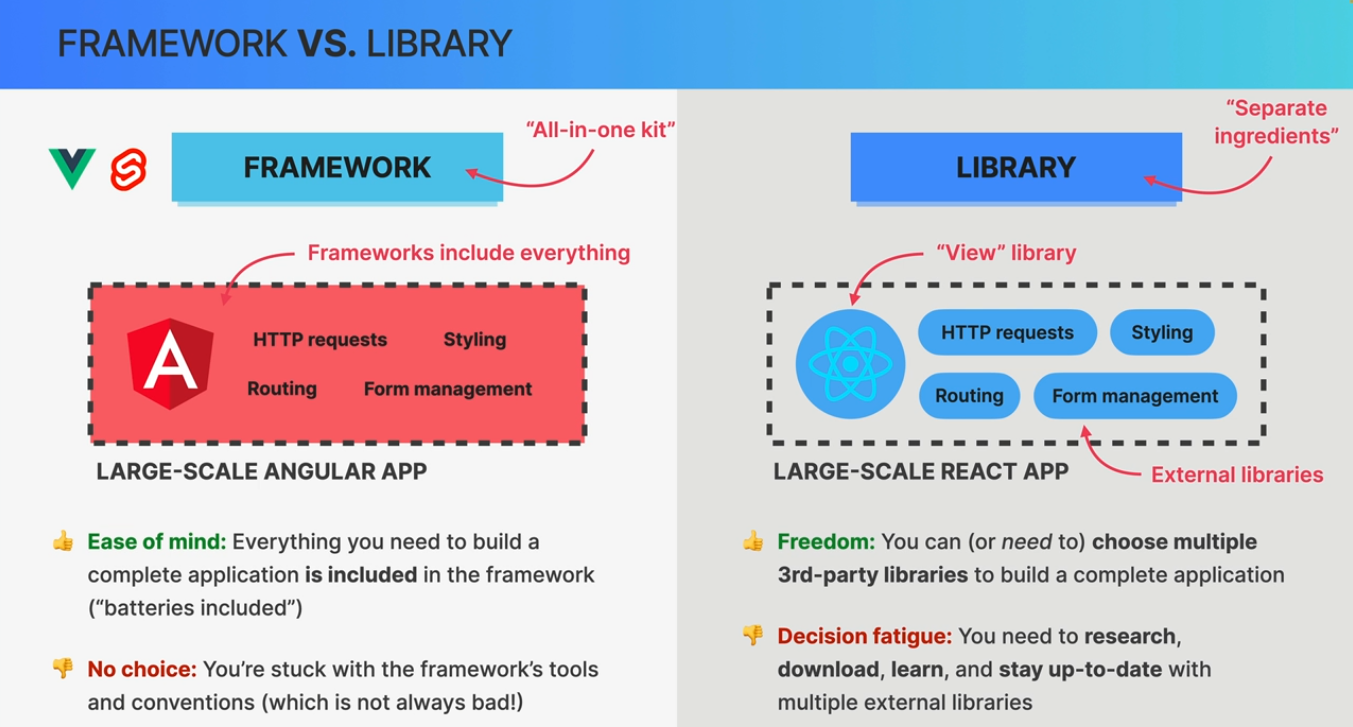 FRAMEWORK VS. LIBRARY
“All-in-one kit”
FRAMEWORK
Frameworks include everything
A
HTTP requests
Styling
Routing
Form management
LARGE-SCALE ANGULAR APP
👍 Ease of mind: Everything you need to build a
complete application is included in the framework
(“batteries included”)
👎 No choice: You’re stuck with the framework’s tools
and conventions (which is not always bad!)
“Separate
ingredients”
LIBRARY
“View” library
HTTP requests
Styling
Routing
Form management
LARGE-SCALE REACT APP
External libraries
👍 Freedom: You can (or need to) choose multiple
3rd-party libraries to build a complete application
👎 Decision fatigue: You need to research,
download, learn, and stay up-to-date with
multiple external libraries